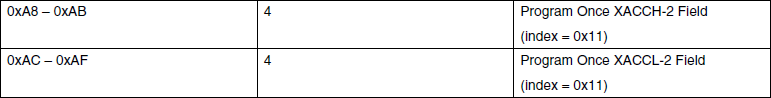 0xA8 – 0xAB 4 Program Once XACCH-2 Field
(index = 0x11)
0xAC – 0xAF 4 Program Once XACCL-2 Field
(index = 0x11)